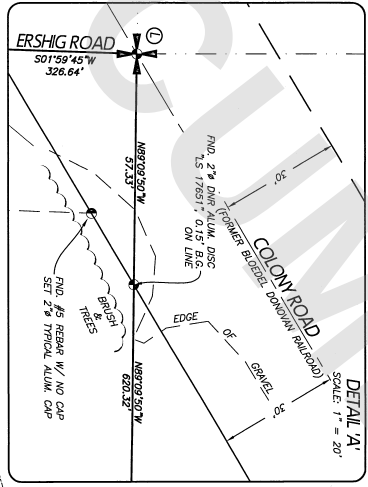 DETAIL 'A'
SCALE: 1" = 20'
ERSHIG ROAD
S01°59'45"W
326.64'
L
N89°09'50"W
57.33'
FND. 2"ø DNR ALUM. DISC
"LS 17651", 0.15' B.G.
ON LINE
30'
COLONY ROAD
(FORMER BLOEDEL DONOVAN RAILROAD)
30'
EDGE
OF
GRAVEL
N89°09'50"W
620.32'
BRUSH
&
TREES
FND. #5 REBAR W/ NO CAP
SET 2"ø TYPICAL ALUM. CAP
CUM